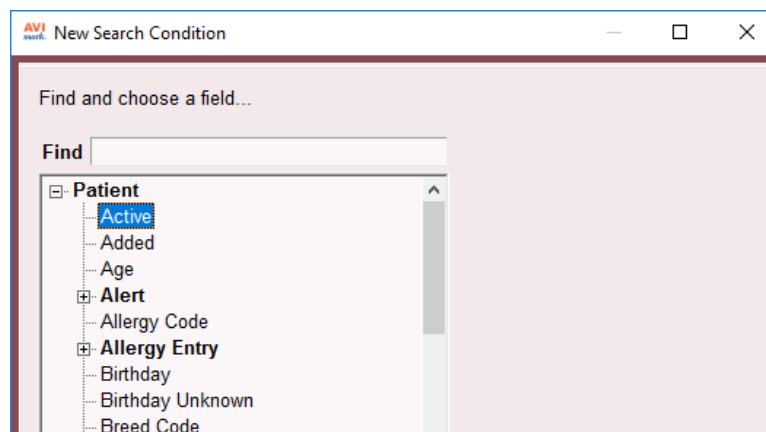 AVI mark. New Search Condition
Find and choose a field...
Find
Patient
Active
Added
Age
Alert
Allergy Code
Allergy Entry
Birthday
Birthday Unknown
Breed Code